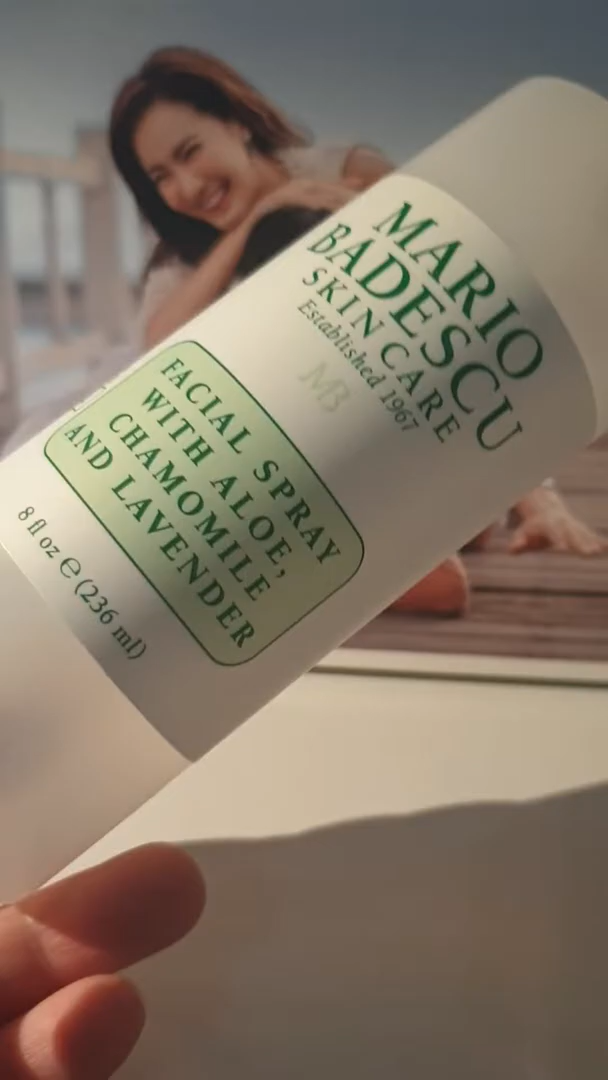 MARIO
BADESCU
SKIN CARE
Established 1967
MB
FACIAL SPRAY
WITH ALOE,
CHAMOMILE
AND LAVENDER
8 fl oz ℮ (236 ml)